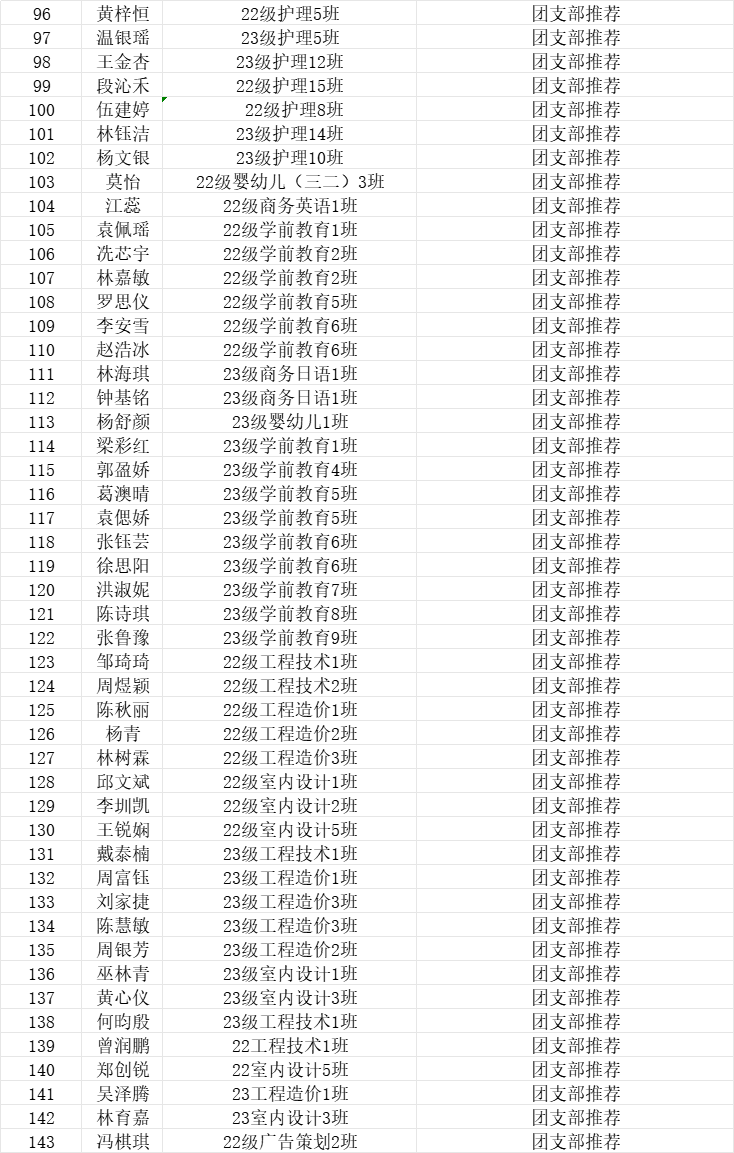 96 黄梓恒 22级护理5班 团支部推荐
97 温银瑶 23级护理5班 团支部推荐
98 王金杏 23级护理12班 团支部推荐
99 段沁禾 22级护理15班 团支部推荐
100 伍建婷 22级护理8班 团支部推荐
101 林钰洁 23级护理14班 团支部推荐
102 杨文银 23级护理10班 团支部推荐
103 莫怡 22级婴幼儿（三二）3班 团支部推荐
104 江蕊 22级商务英语1班 团支部推荐
105 袁佩瑶 22级学前教育1班 团支部推荐
106 冼芯宇 22级学前教育2班 团支部推荐
107 林嘉敏 22级学前教育2班 团支部推荐
108 罗思仪 22级学前教育5班 团支部推荐
109 李安雪 22级学前教育6班 团支部推荐
110 赵浩冰 22级学前教育6班 团支部推荐
111 林海琪 23级商务日语1班 团支部推荐
112 钟基铭 23级商务日语1班 团支部推荐
113 杨舒颜 23级婴幼儿1班 团支部推荐
114 梁彩红 23级学前教育1班 团支部推荐
115 郭盈娇 23级学前教育4班 团支部推荐
116 葛澳晴 23级学前教育5班 团支部推荐
117 袁偲娇 23级学前教育5班 团支部推荐
118 张钰芸 23级学前教育6班 团支部推荐
119 徐思阳 23级学前教育6班 团支部推荐
120 洪淑妮 23级学前教育7班 团支部推荐
121 陈诗琪 23级学前教育8班 团支部推荐
122 张鲁豫 23级学前教育9班 团支部推荐
123 邹琦琦 22级工程技术1班 团支部推荐
124 周煜颖 22级工程技术2班 团支部推荐
125 陈秋丽 22级工程造价1班 团支部推荐
126 杨青 22级工程造价2班 团支部推荐
127 林树霖 22级工程造价3班 团支部推荐
128 邱文斌 22级室内设计1班 团支部推荐
129 李圳凯 22级室内设计2班 团支部推荐
130 王锐娴 22级室内设计5班 团支部推荐
131 戴泰楠 23级工程技术1班 团支部推荐
132 周富钰 23级工程造价1班 团支部推荐
133 刘家捷 23级工程造价3班 团支部推荐
134 陈慧敏 23级工程造价3班 团支部推荐
135 周银芳 23级工程造价2班 团支部推荐
136 巫林青 23级室内设计1班 团支部推荐
137 黄心仪 23级室内设计3班 团支部推荐
138 何昀殷 23级工程技术1班 团支部推荐
139 曾润鹏 22工程技术1班 团支部推荐
140 郑创锐 22室内设计5班 团支部推荐
141 吴泽腾 23工程造价1班 团支部推荐
142 林育嘉 23室内设计3班 团支部推荐
143 冯棋琪 22级广告策划2班 团支部推荐